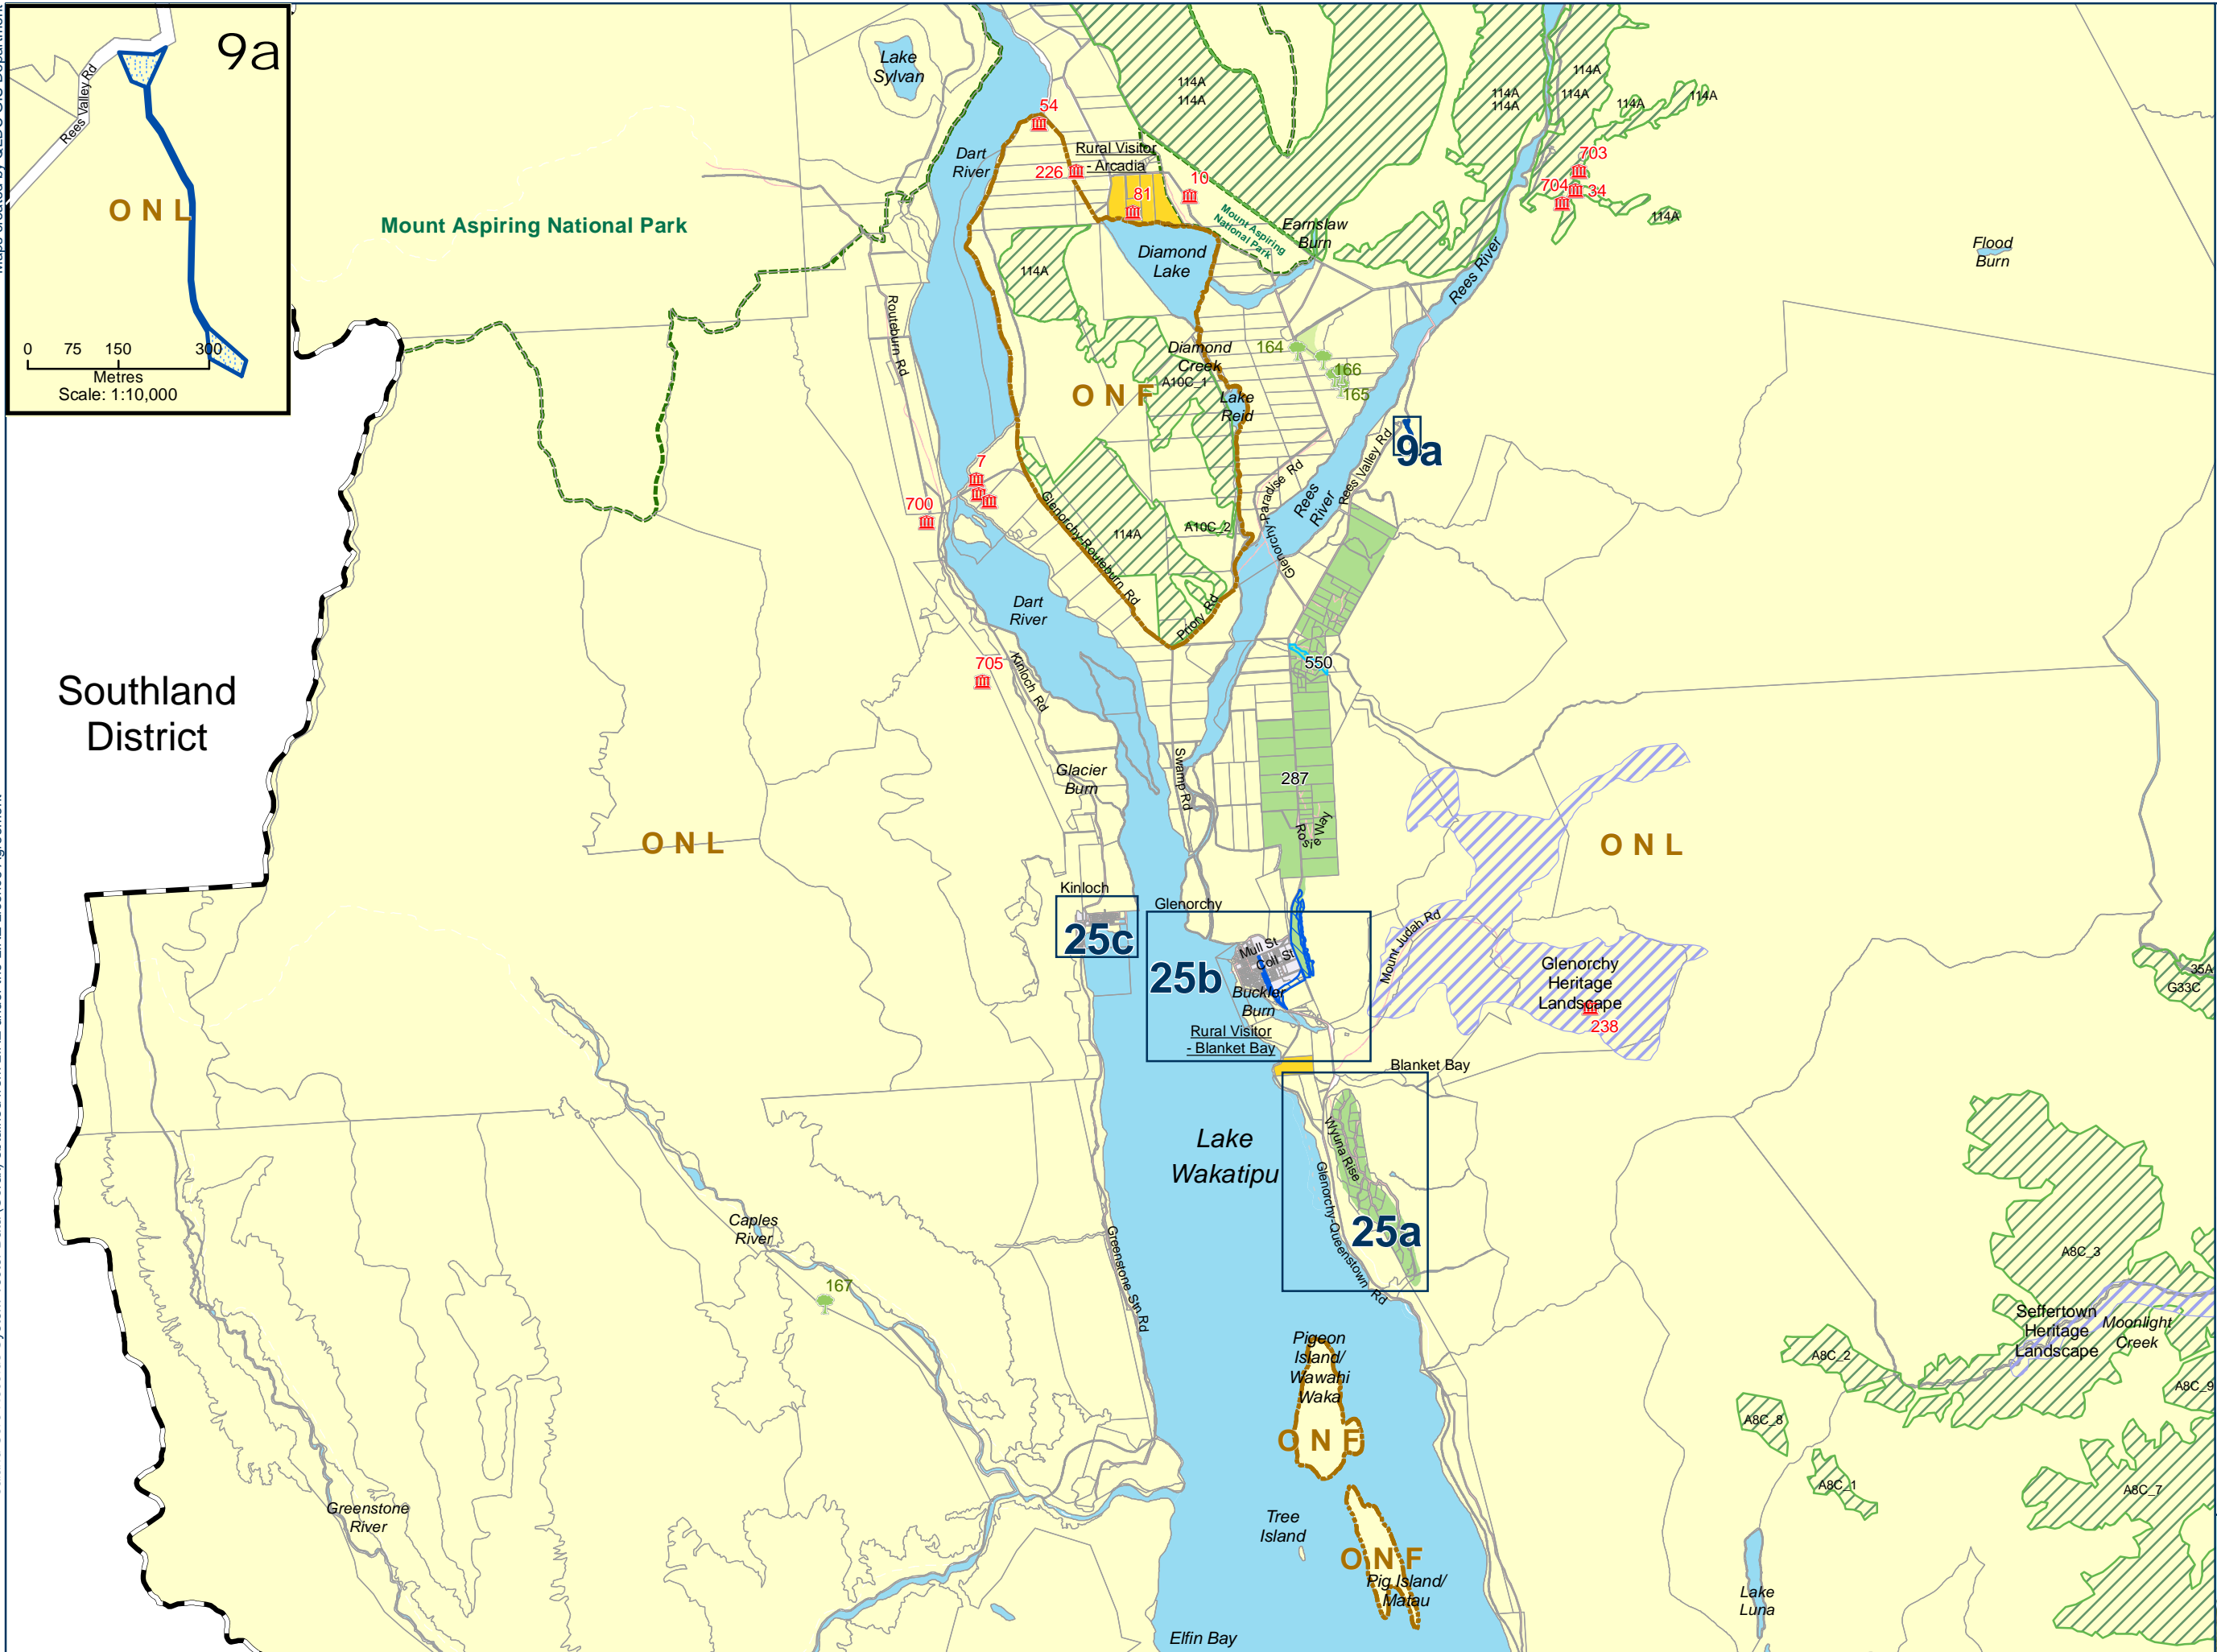 9a
Rees Valley Rd
O N L
0 75 150 300
Metres
Scale: 1:10,000
Lake
Sylvan
Mount Aspiring National Park
Dart
River
54
Rural Visitor
- Arcadia
226
81
10
Mount Aspiring
National Park
Earnslaw
Burn
Diamond
Lake
114A
114A
114A
114A
114A
114A
114A
114A
114A
703
704
34
Rees River
Flood
Burn
Routeburn Rd
114A
Diamond
Creek
A10C_1
O N F
Lake
Reid
164
166
165
9a
Rees Valley Rd
7
700
Glenorchy-Routeburn Rd
114A
A10C_2
Glenorchy-Paradise Rd
Rees
River
Dart
River
Priory Rd
Southland
District
705
Kinloch Rd
550
Glacier
Burn
Swamp Rd
287
Rosie Way
O N L
O N L
Kinloch
25c
Glenorchy
25b
Mull St
Coll St
Buckler
Burn
Rural Visitor
- Blanket Bay
Mount Judah Rd
Glenorchy
Heritage
Landscape
238
35A
G33C
Blanket Bay
Lake
Wakatipu
Wyuna Rise
Glenorchy-Queenstown Rd
25a
Caples
River
167
Greenstone Stn Rd
A8C_3
Seffertown
Heritage
Landscape
Moonlight
Creek
A8C_2
A8C_9
A8C_8
A8C_1
A8C_7
Pigeon
Island/
Wawahi
Waka
O N F
Greenstone
River
Tree
Island
O N F
Pig Island/
Matau
Lake
Luna
Elfin Bay